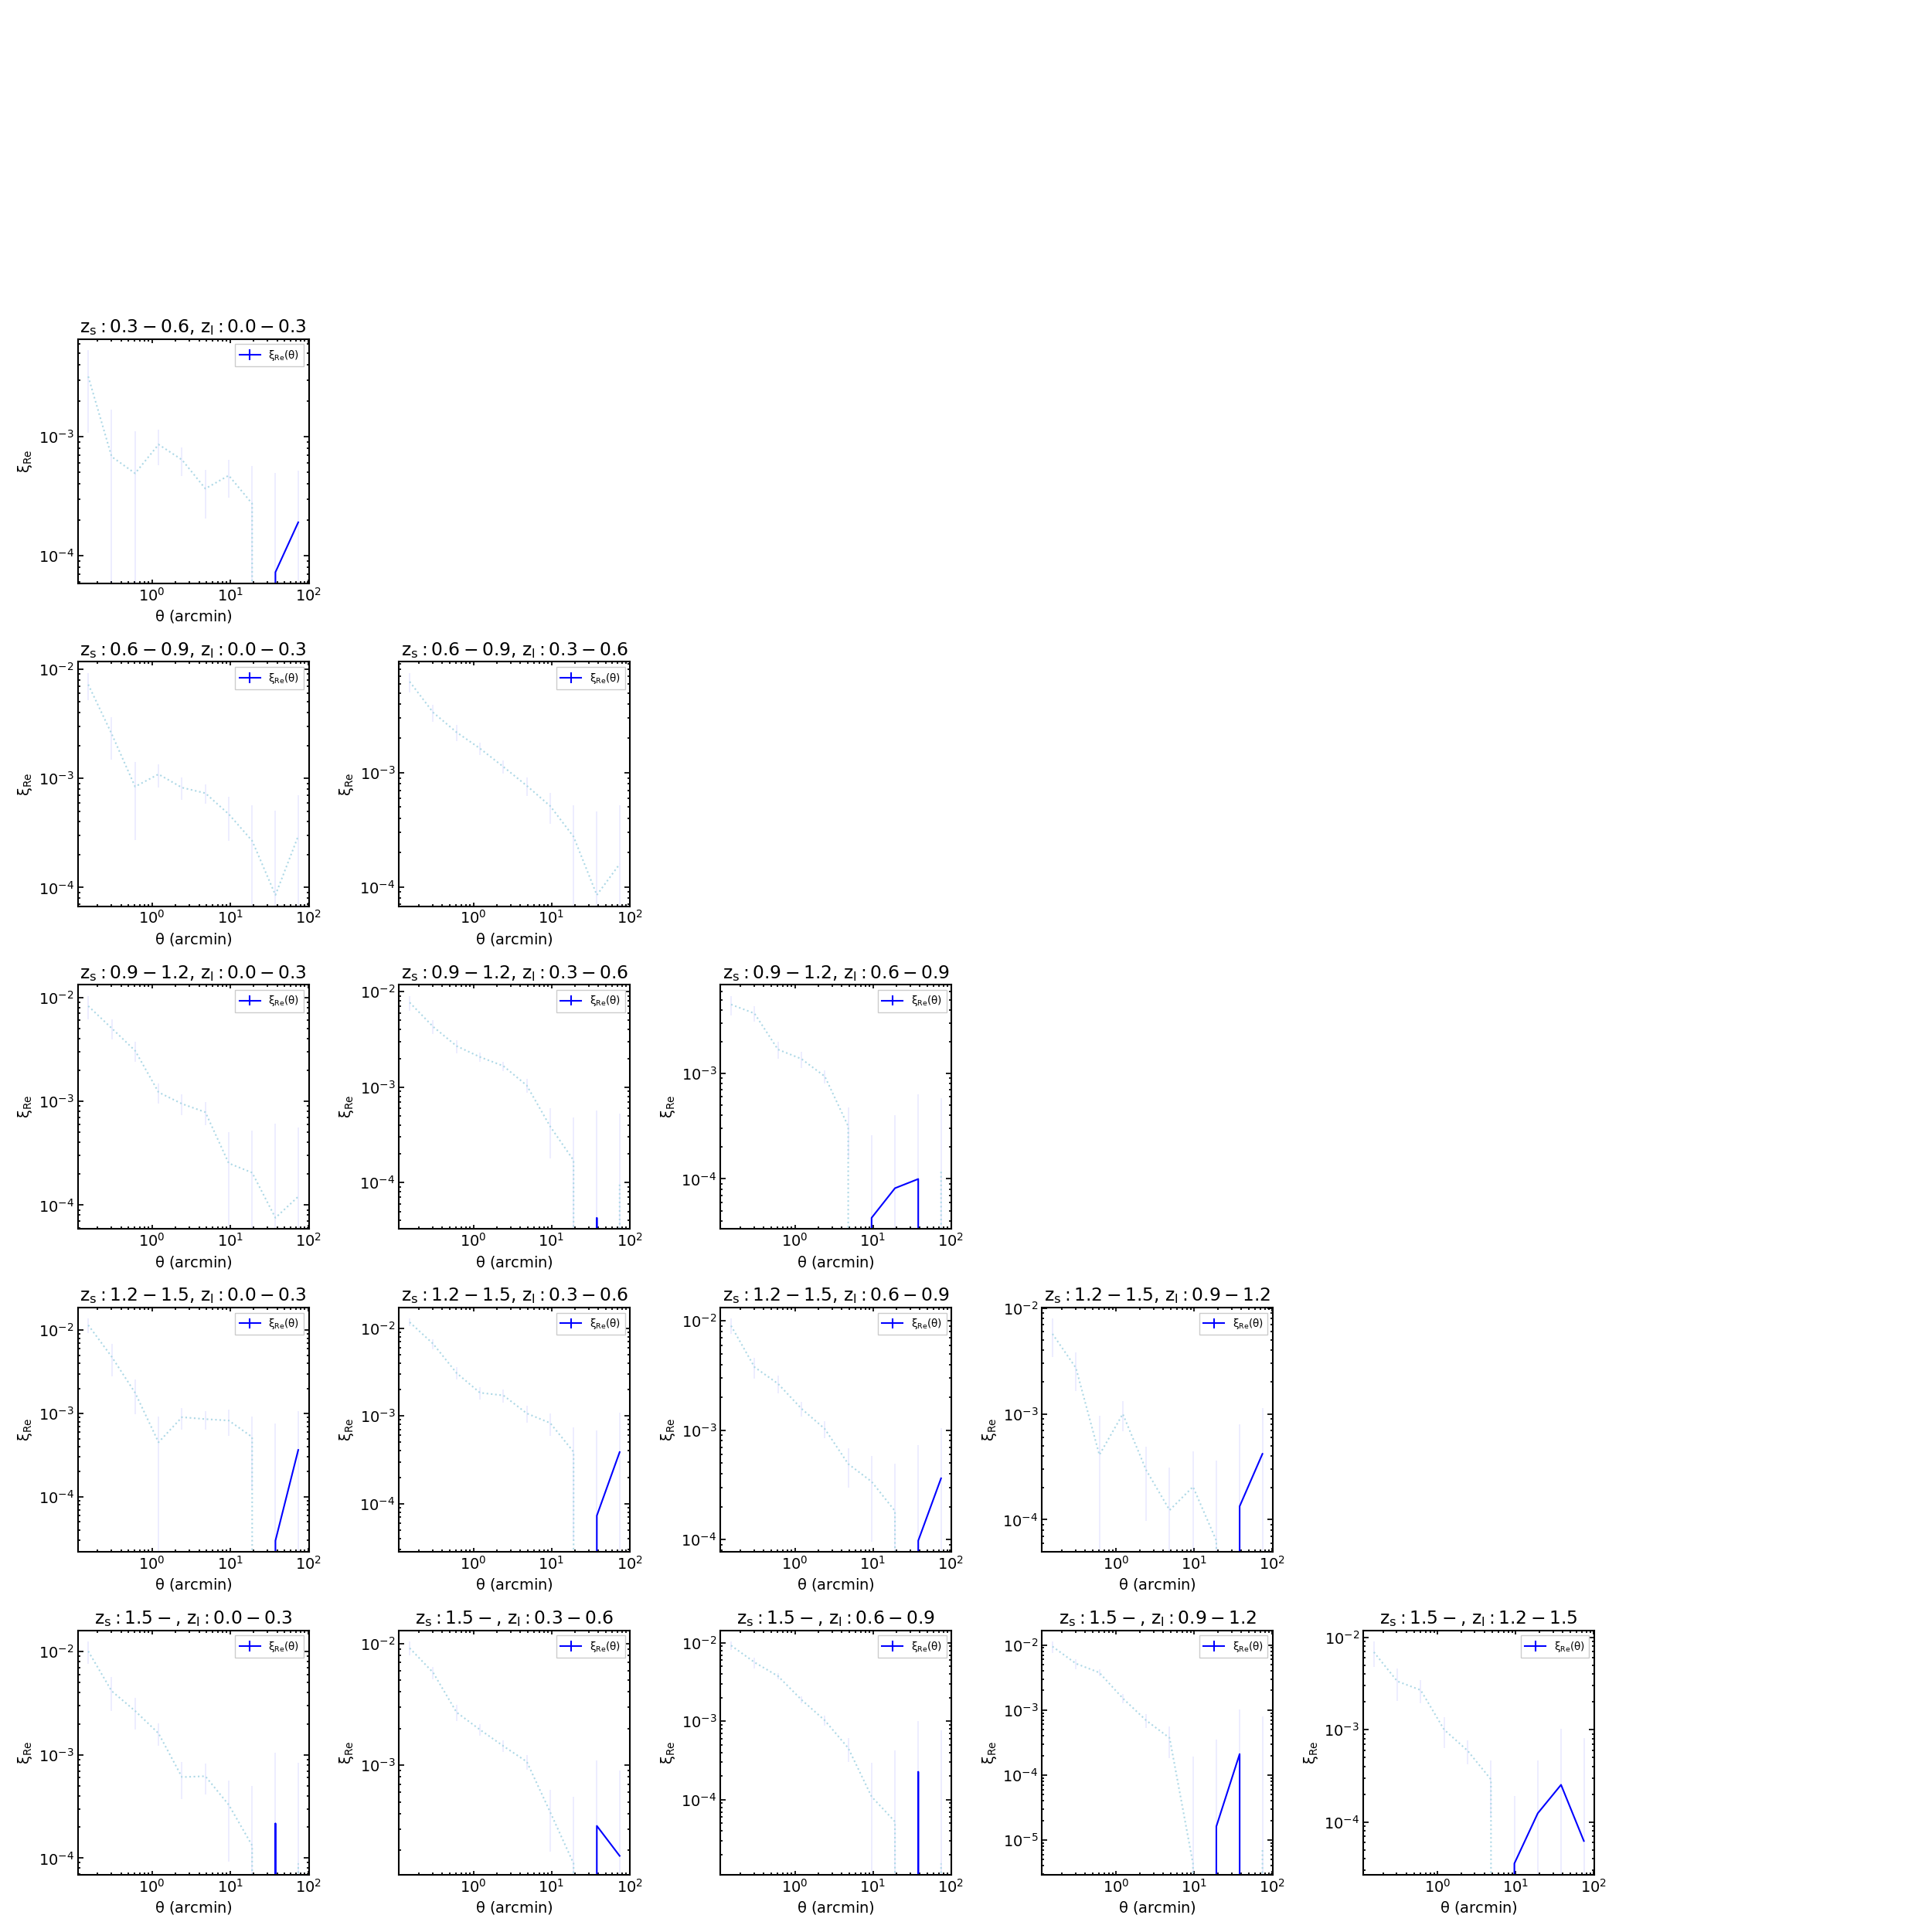 z_s : 0.3 − 0.6, z_l : 0.0 − 0.3
ξ_Re(θ)
10^−3
10^−4
ξ_Re
10^0 10^1 10^2
θ (arcmin)
z_s : 0.6 − 0.9, z_l : 0.0 − 0.3
ξ_Re(θ)
10^−2
10^−3
10^−4
ξ_Re
10^0 10^1 10^2
θ (arcmin)
z_s : 0.6 − 0.9, z_l : 0.3 − 0.6
ξ_Re(θ)
10^−3
10^−4
ξ_Re
10^0 10^1 10^2
θ (arcmin)
z_s : 0.9 − 1.2, z_l : 0.0 − 0.3
ξ_Re(θ)
10^−2
10^−3
10^−4
ξ_Re
10^0 10^1 10^2
θ (arcmin)
z_s : 0.9 − 1.2, z_l : 0.3 − 0.6
ξ_Re(θ)
10^−2
10^−3
10^−4
ξ_Re
10^0 10^1 10^2
θ (arcmin)
z_s : 0.9 − 1.2, z_l : 0.6 − 0.9
ξ_Re(θ)
10^−3
10^−4
ξ_Re
10^0 10^1 10^2
θ (arcmin)
z_s : 1.2 − 1.5, z_l : 0.0 − 0.3
ξ_Re(θ)
10^−2
10^−3
10^−4
ξ_Re
10^0 10^1 10^2
θ (arcmin)
z_s : 1.2 − 1.5, z_l : 0.3 − 0.6
ξ_Re(θ)
10^−2
10^−3
10^−4
ξ_Re
10^0 10^1 10^2
θ (arcmin)
z_s : 1.2 − 1.5, z_l : 0.6 − 0.9
ξ_Re(θ)
10^−2
10^−3
10^−4
ξ_Re
10^0 10^1 10^2
θ (arcmin)
z_s : 1.2 − 1.5, z_l : 0.9 − 1.2
ξ_Re(θ)
10^−2
10^−3
10^−4
ξ_Re
10^0 10^1 10^2
θ (arcmin)
z_s : 1.5 − , z_l : 0.0 − 0.3
ξ_Re(θ)
10^−2
10^−3
10^−4
ξ_Re
10^0 10^1 10^2
θ (arcmin)
z_s : 1.5 − , z_l : 0.3 − 0.6
ξ_Re(θ)
10^−2
10^−3
ξ_Re
10^0 10^1 10^2
θ (arcmin)
z_s : 1.5 − , z_l : 0.6 − 0.9
ξ_Re(θ)
10^−2
10^−3
10^−4
ξ_Re
10^0 10^1 10^2
θ (arcmin)
z_s : 1.5 − , z_l : 0.9 − 1.2
ξ_Re(θ)
10^−2
10^−3
10^−4
10^−5
ξ_Re
10^0 10^1 10^2
θ (arcmin)
z_s : 1.5 − , z_l : 1.2 − 1.5
ξ_Re(θ)
10^−2
10^−3
10^−4
ξ_Re
10^0 10^1 10^2
θ (arcmin)